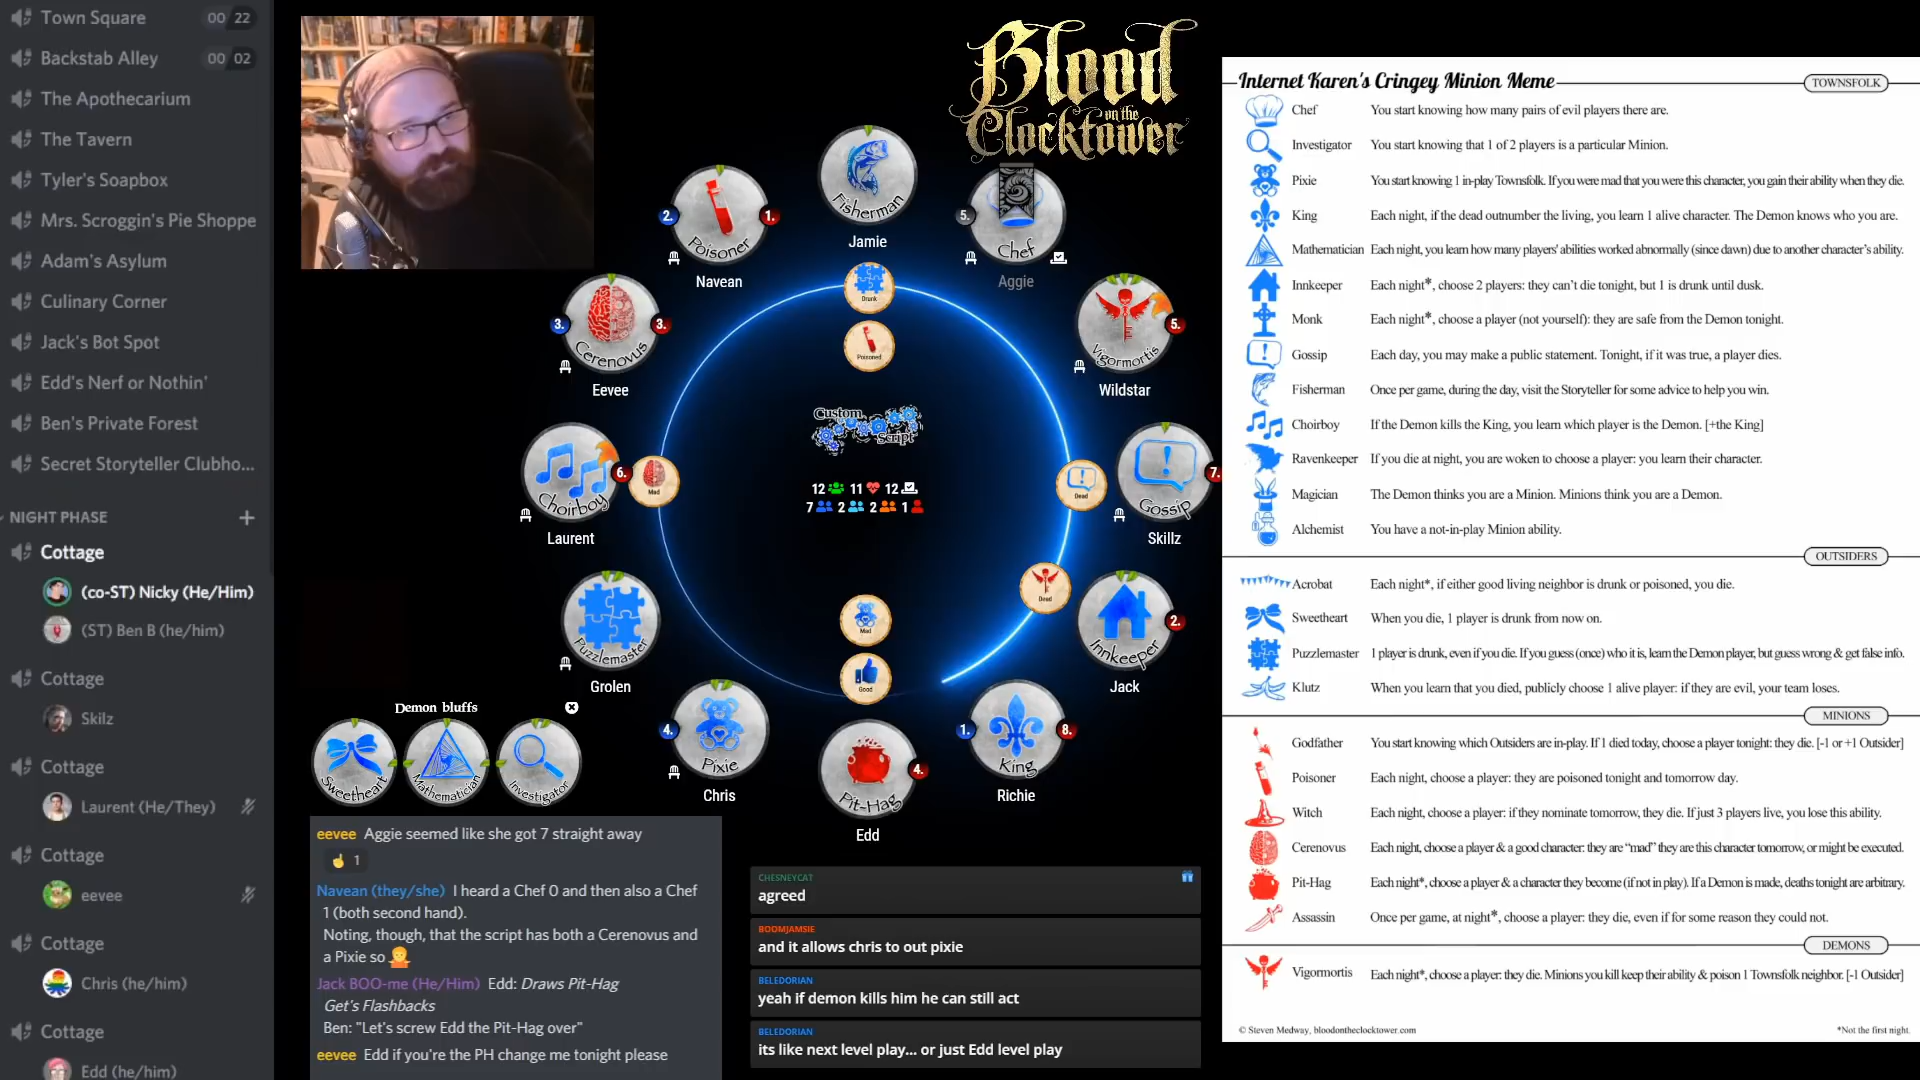 Town Square 00 22
Backstab Alley 00 02
The Apothecarium
The Tavern
Tyler's Soapbox
Mrs. Scroggin's Pie Shoppe
Adam's Asylum
Culinary Corner
Jack's Bot Spot
Edd's Nerf or Nothin'
Ben's Private Forest
Secret Storyteller Clubho...
NIGHT PHASE
Cottage
(co-ST) Nicky (He/Him)
(ST) Ben B (he/him)
Cottage
Skilz
Cottage
Laurent (He/They)
Cottage
eevee
Cottage
Chris (he/him)
Cottage
Edd (he/him)
Blood
on the
Clocktower
Fisherman
Jamie
5.
Chef
Aggie
Vigormortis
5.
Wildstar
Gossip
7.
Skillz
Innkeeper
2.
Jack
1.
King
8.
Richie
Pit-Hag
4.
Edd
4.
Pixie
Chris
Puzzlemaster
Grolen
Choirboy
6.
Laurent
3.
Cerenovus
3.
Eevee
2.
Poisoner
1.
Navean
Drunk
Poisoned
Mad
Dead
Dead
Mad
Good
Custom
Script
12 11 12
7 2 2 1
Demon bluffs
Sweetheart
Mathematician
Investigator
eevee Aggie seemed like she got 7 straight away
1
Navean (they/she) I heard a Chef 0 and then also a Chef
1 (both second hand).
Noting, though, that the script has both a Cerenovus and
a Pixie so
Jack BOO-me (He/Him) Edd: Draws Pit-Hag
Get's Flashbacks
Ben: "Let's screw Edd the Pit-Hag over"
eevee Edd if you're the PH change me tonight please
CHESNEYCAT
agreed
BOOMJAMSIE
and it allows chris to out pixie
BELEDORIAN
yeah if demon kills him he can still act
BELEDORIAN
its like next level play... or just Edd level play
Internet Karen's Cringey Minion Meme
TOWNSFOLK
Chef You start knowing how many pairs of evil players there are.
Investigator You start knowing that 1 of 2 players is a particular Minion.
Pixie You start knowing 1 in-play Townsfolk. If you were mad that you were this character, you gain their ability when they die.
King Each night, if the dead outnumber the living, you learn 1 alive character. The Demon knows who you are.
Mathematician Each night, you learn how many players' abilities worked abnormally (since dawn) due to another character's ability.
Innkeeper Each night*, choose 2 players: they can't die tonight, but 1 is drunk until dusk.
Monk Each night*, choose a player (not yourself): they are safe from the Demon tonight.
Gossip Each day, you may make a public statement. Tonight, if it was true, a player dies.
Fisherman Once per game, during the day, visit the Storyteller for some advice to help you win.
Choirboy If the Demon kills the King, you learn which player is the Demon. [+the King]
Ravenkeeper If you die at night, you are woken to choose a player: you learn their character.
Magician The Demon thinks you are a Minion. Minions think you are a Demon.
Alchemist You have a not-in-play Minion ability.
OUTSIDERS
Acrobat Each night*, if either good living neighbor is drunk or poisoned, you die.
Sweetheart When you die, 1 player is drunk from now on.
Puzzlemaster 1 player is drunk, even if you die. If you guess (once) who it is, learn the Demon player, but guess wrong & get false info.
Klutz When you learn that you died, publicly choose 1 alive player: if they are evil, your team loses.
MINIONS
Godfather You start knowing which Outsiders are in-play. If 1 died today, choose a player tonight: they die. [-1 or +1 Outsider]
Poisoner Each night, choose a player: they are poisoned tonight and tomorrow day.
Witch Each night, choose a player: if they nominate tomorrow, they die. If just 3 players live, you lose this ability.
Cerenovus Each night, choose a player & a good character: they are “mad” they are this character tomorrow, or might be executed.
Pit-Hag Each night*, choose a player & a character they become (if not in play). If a Demon is made, deaths tonight are arbitrary.
Assassin Once per game, at night*, choose a player: they die, even if for some reason they could not.
DEMONS
Vigormortis Each night*, choose a player: they die. Minions you kill keep their ability & poison 1 Townsfolk neighbor. [-1 Outsider]
© Steven Medway, bloodontheclocktower.com *Not the first night.